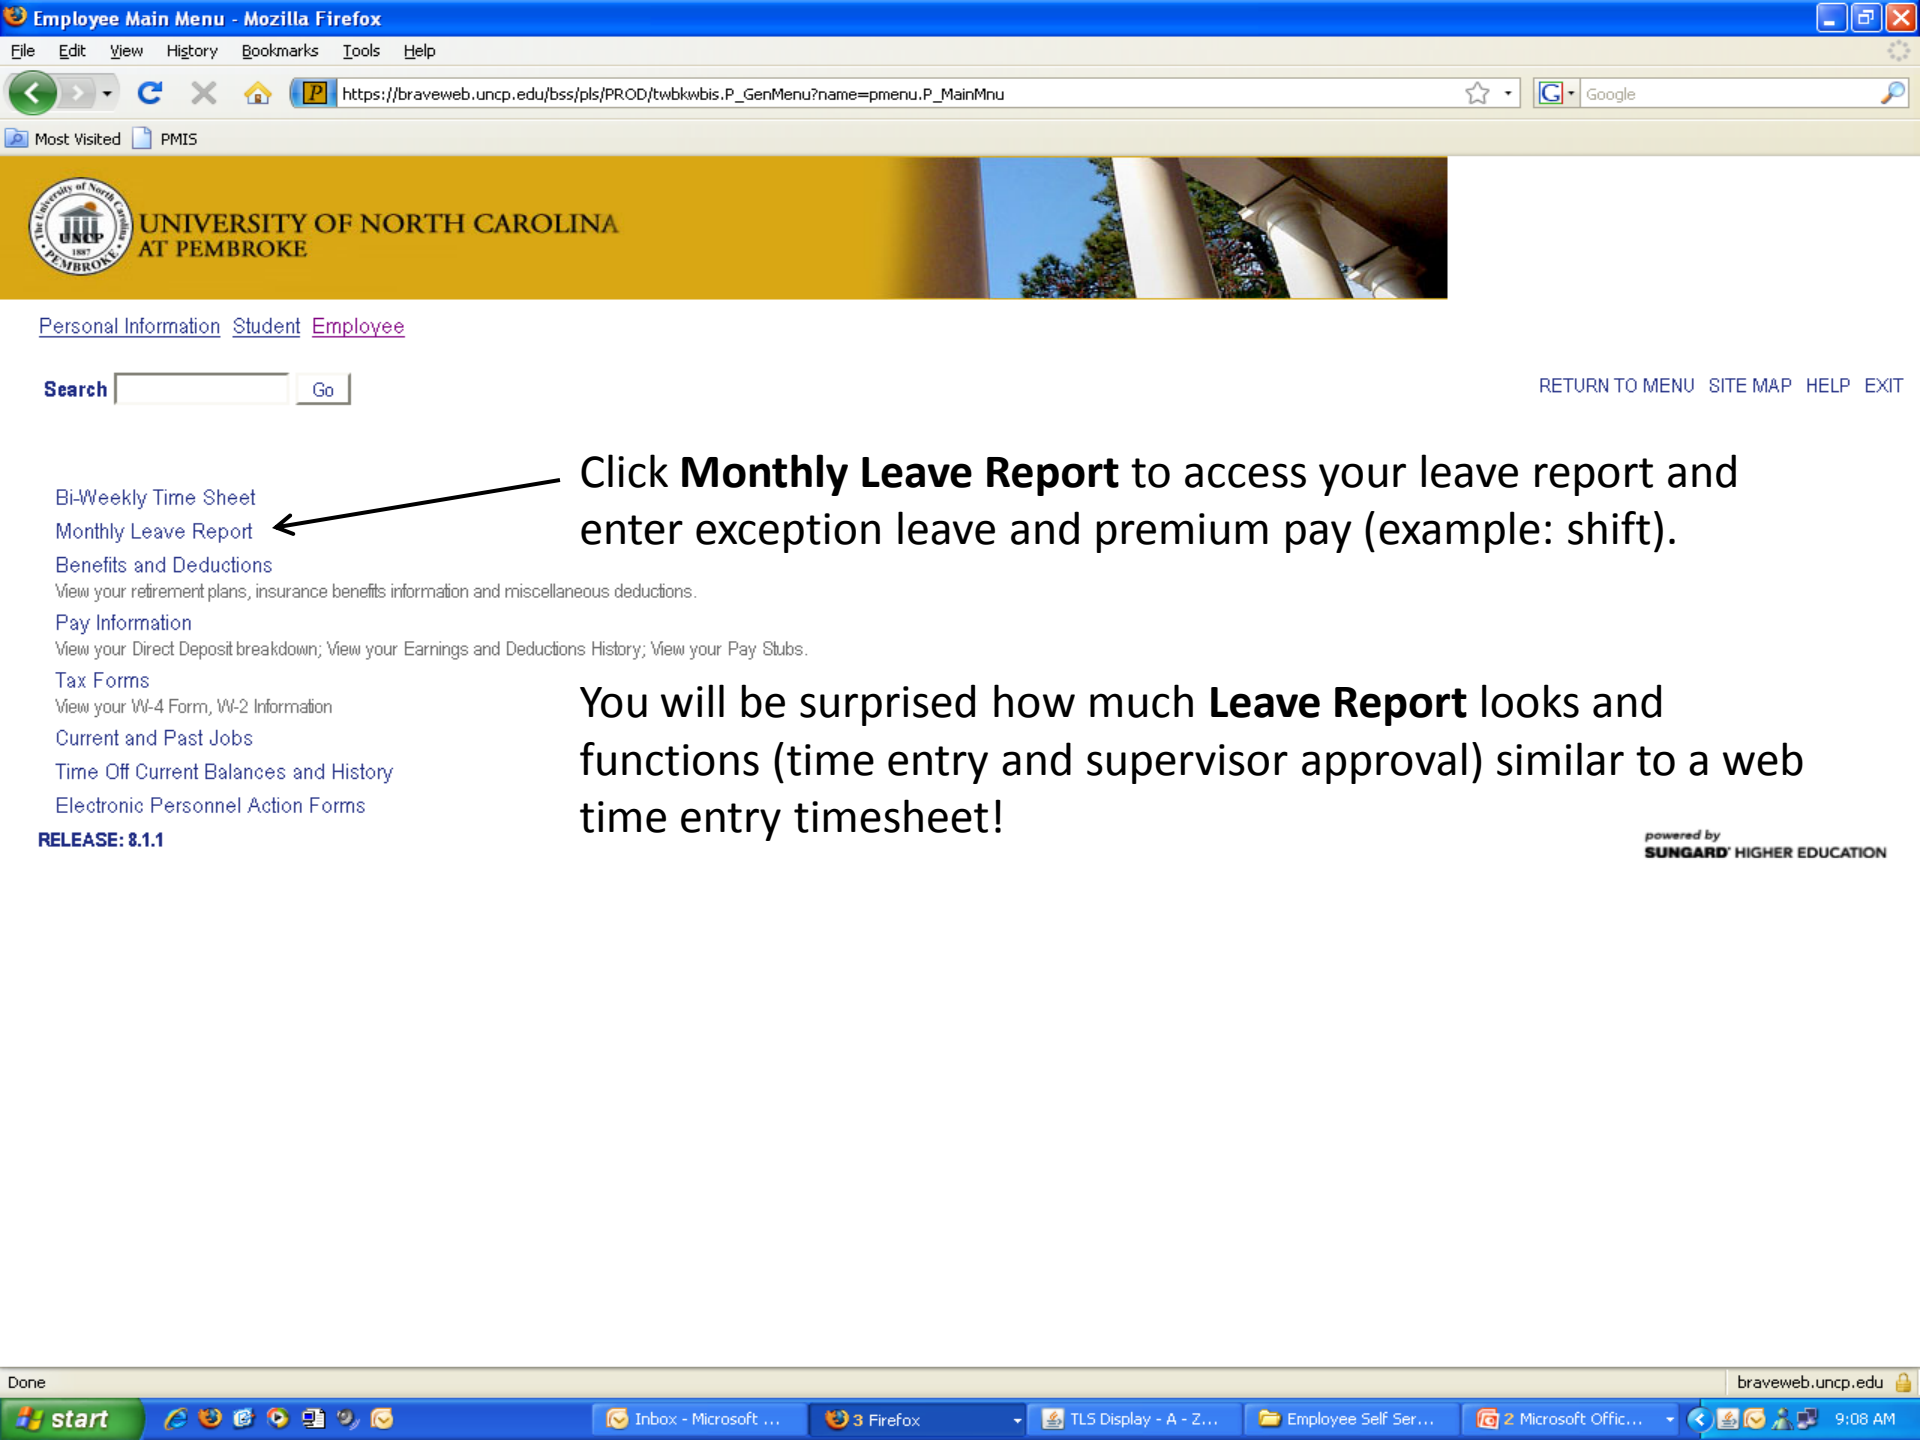 Employee Main Menu - Mozilla Firefox
File Edit View History Bookmarks Tools Help
https://braveweb.uncp.edu/bss/pls/PROD/twbkwbis.P_GenMenu?name=pmenu.P_MainMnu
Google
Most Visited PMIS
The University of North Carolina
UNCP
1887
PEMBROKE
UNIVERSITY OF NORTH CAROLINA
AT PEMBROKE
Personal Information Student Employee
Search Go
RETURN TO MENU SITE MAP HELP EXIT
Click Monthly Leave Report to access your leave report and
enter exception leave and premium pay (example: shift).
Bi-Weekly Time Sheet
Monthly Leave Report
Benefits and Deductions
View your retirement plans, insurance benefits information and miscellaneous deductions.
Pay Information
View your Direct Deposit breakdown; View your Earnings and Deductions History; View your Pay Stubs.
Tax Forms
View your W-4 Form, W-2 Information
Current and Past Jobs
Time Off Current Balances and History
Electronic Personnel Action Forms
You will be surprised how much Leave Report looks and
functions (time entry and supervisor approval) similar to a web
time entry timesheet!
RELEASE: 8.1.1
powered by
SUNGARD HIGHER EDUCATION
Done
braveweb.uncp.edu
start
Inbox - Microsoft ...
3 Firefox
TLS Display - A - Z...
Employee Self Ser...
2 Microsoft Offic...
9:08 AM